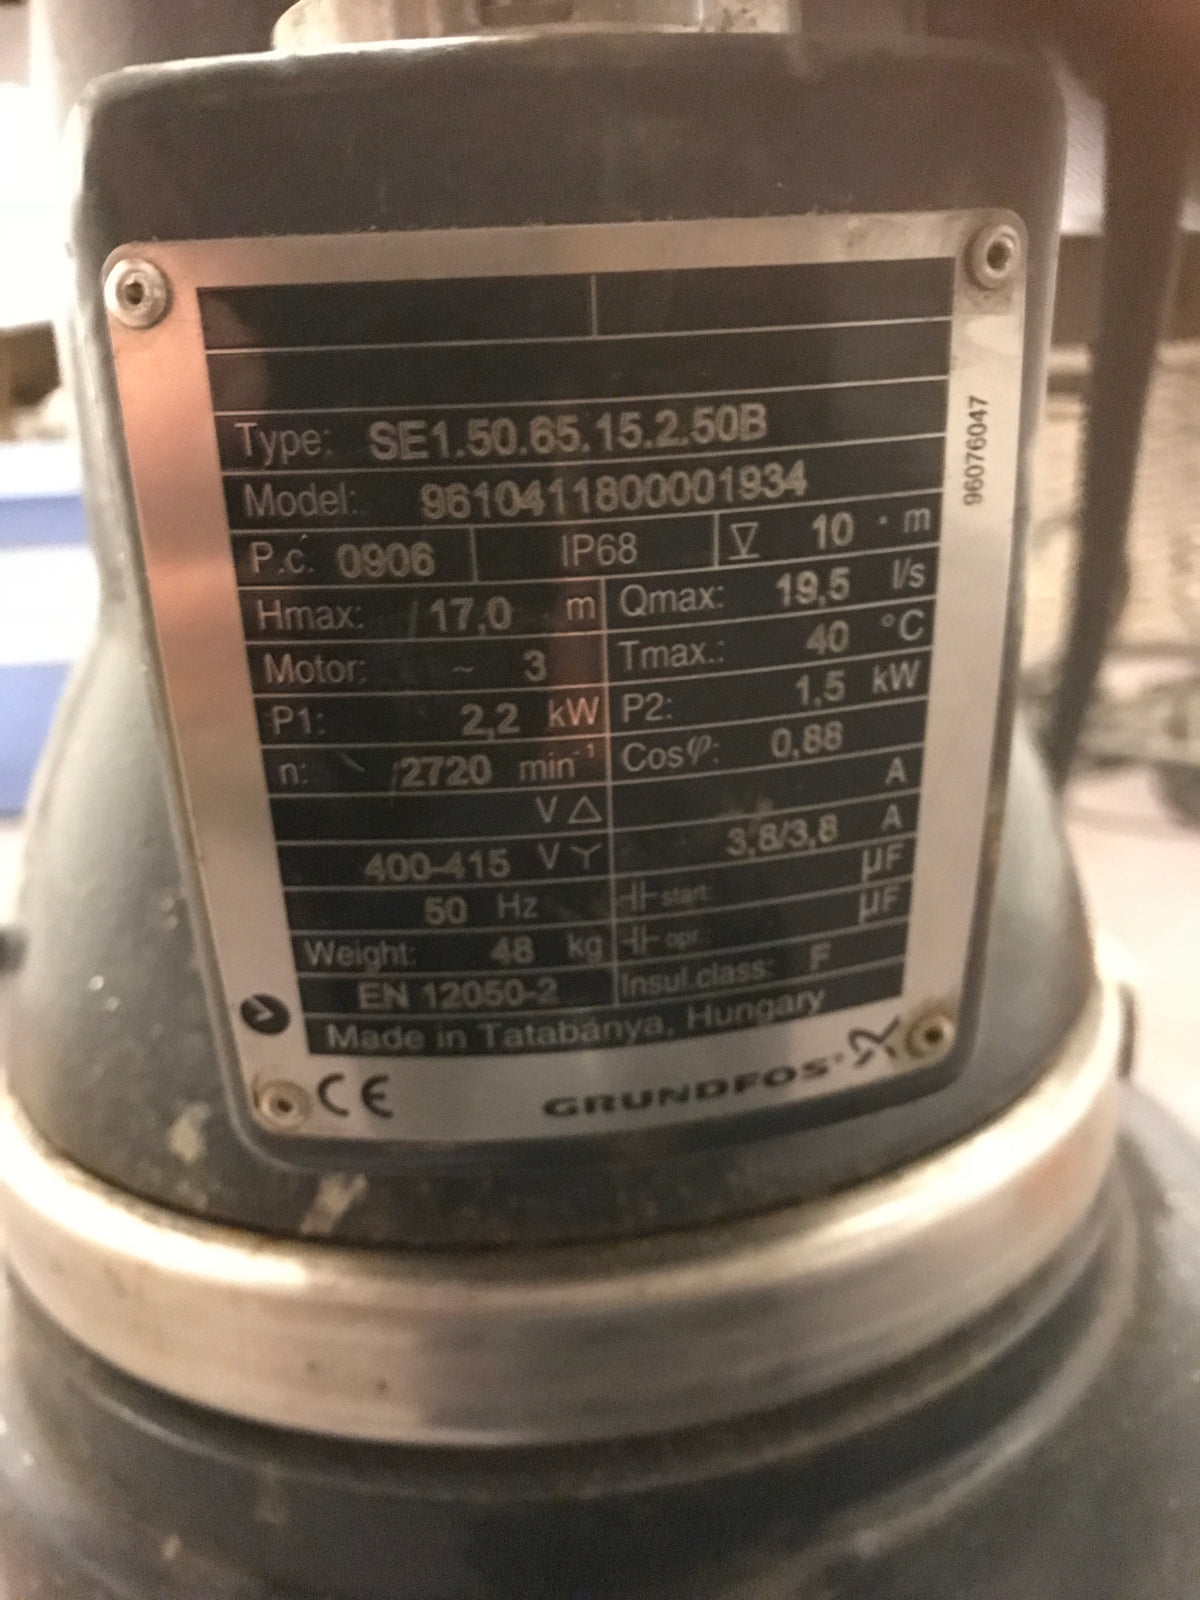 Type: SE1.50.65.15.2.50B
Model: 9610411800001934
P.c. 0906 IP68 10 m
Hmax: 17,0 m Qmax: 19,5 l/s
Motor: ~ 3 Tmax.: 40 °C
P1: 2,2 kW P2: 1,5 kW
n: 2720 min⁻¹ Cosφ: 0,88
V △ A
400-415 V Y 3,8/3,8 A
50 Hz start: µF
Weight: 48 kg opr.: µF
EN 12050-2 Insul.class: F
Made in Tatabánya, Hungary
CE GRUNDFOS
96076047